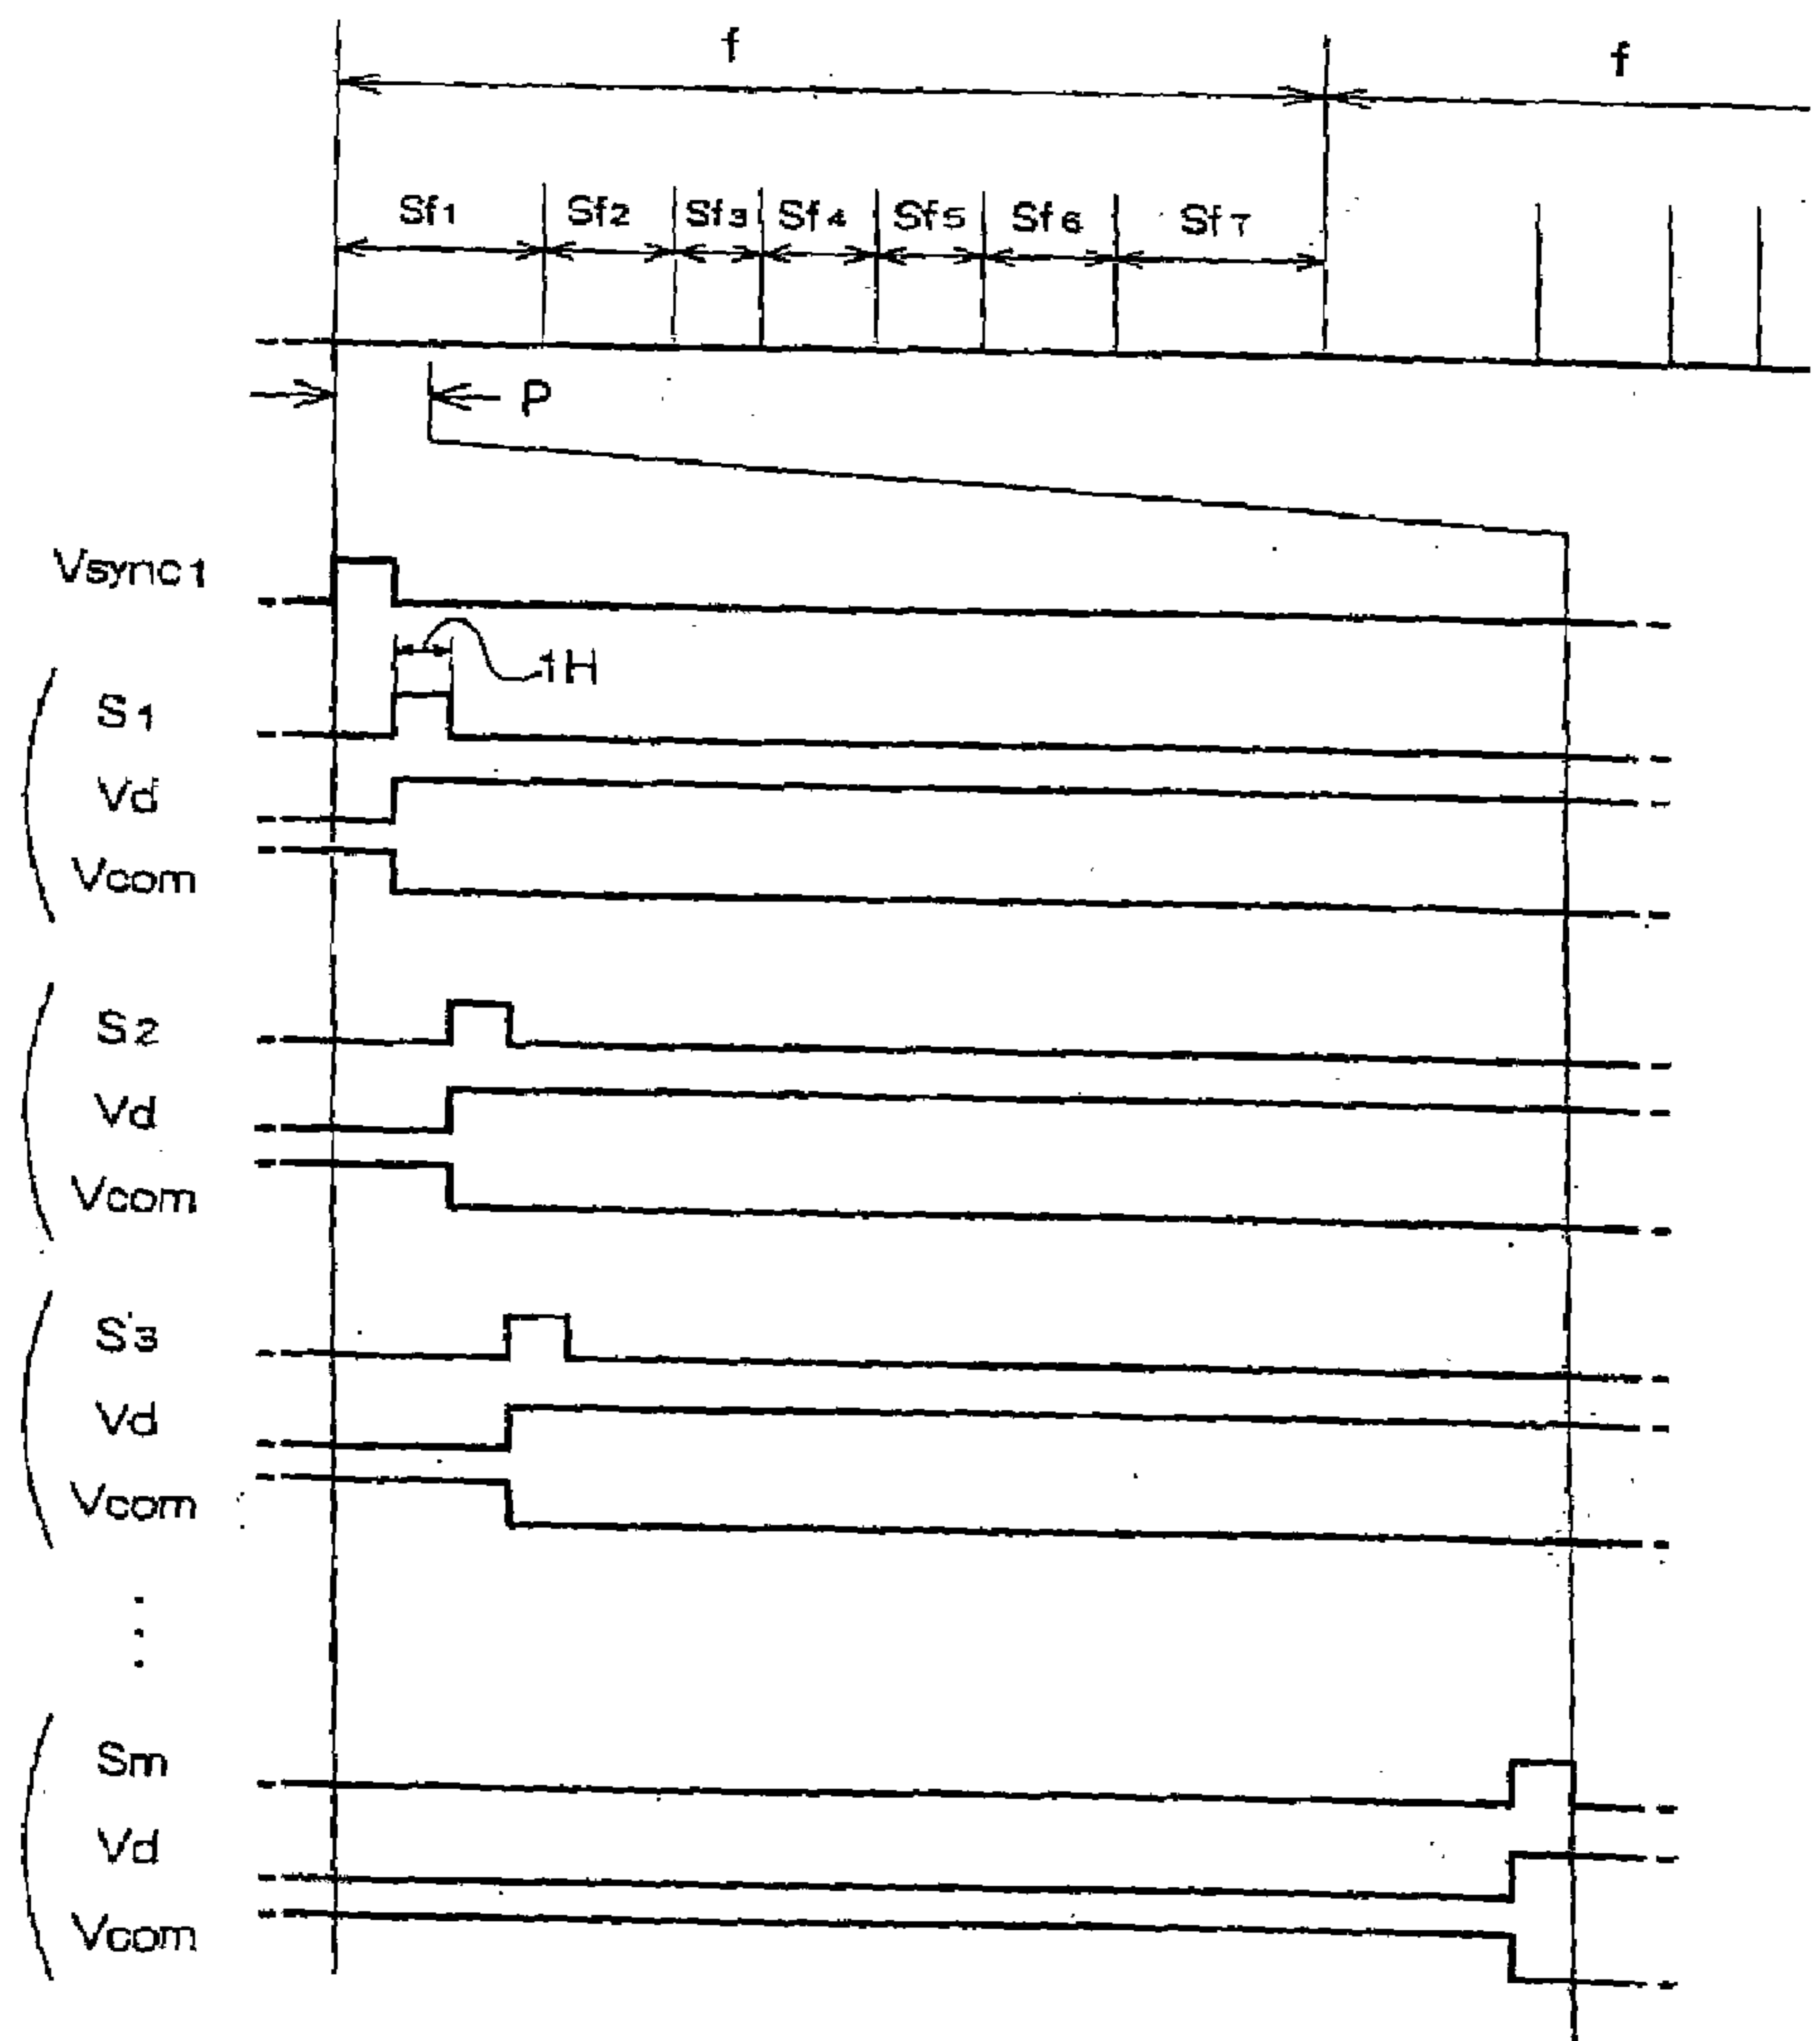 f f
Sf1 Sf2 Sf3 Sf4 Sf5 Sf6 Sf7
P
Vsync1
1H
S1
Vd
Vcom
S2
Vd
Vcom
S3
Vd
Vcom
Sm
Vd
Vcom